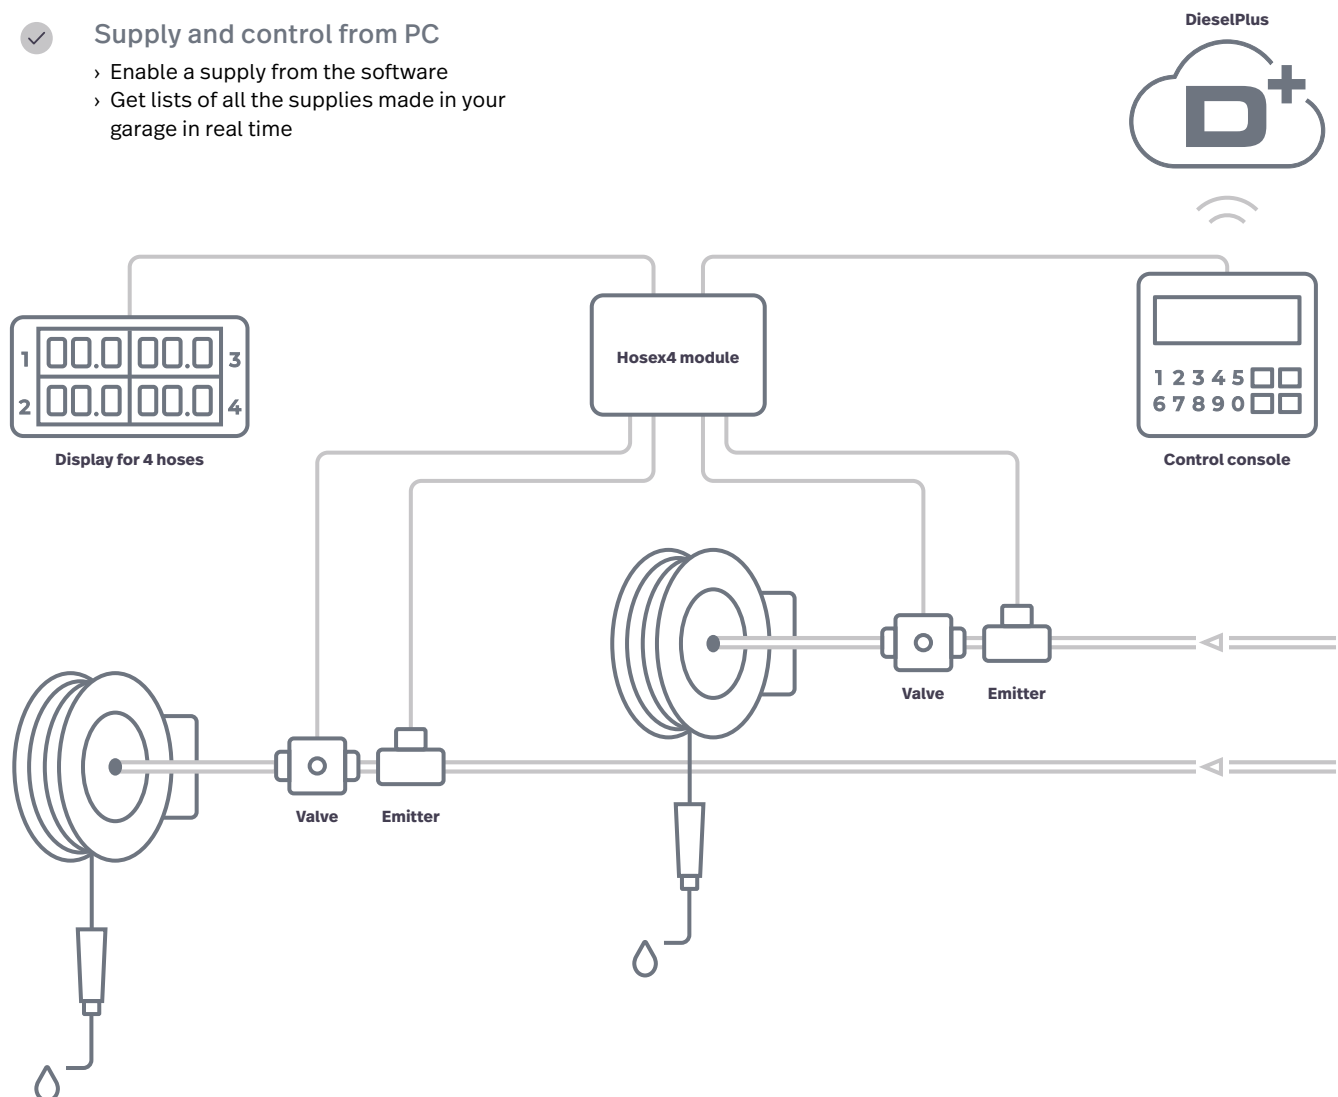 DieselPlus
Supply and control from PC
› Enable a supply from the software
› Get lists of all the supplies made in your
garage in real time
D+
Hosex4 module
1 00.0 00.0 3
2 00.0 00.0 4
1 2 3 4 5
6 7 8 9 0
Display for 4 hoses
Control console
Valve
Emitter
Valve
Emitter